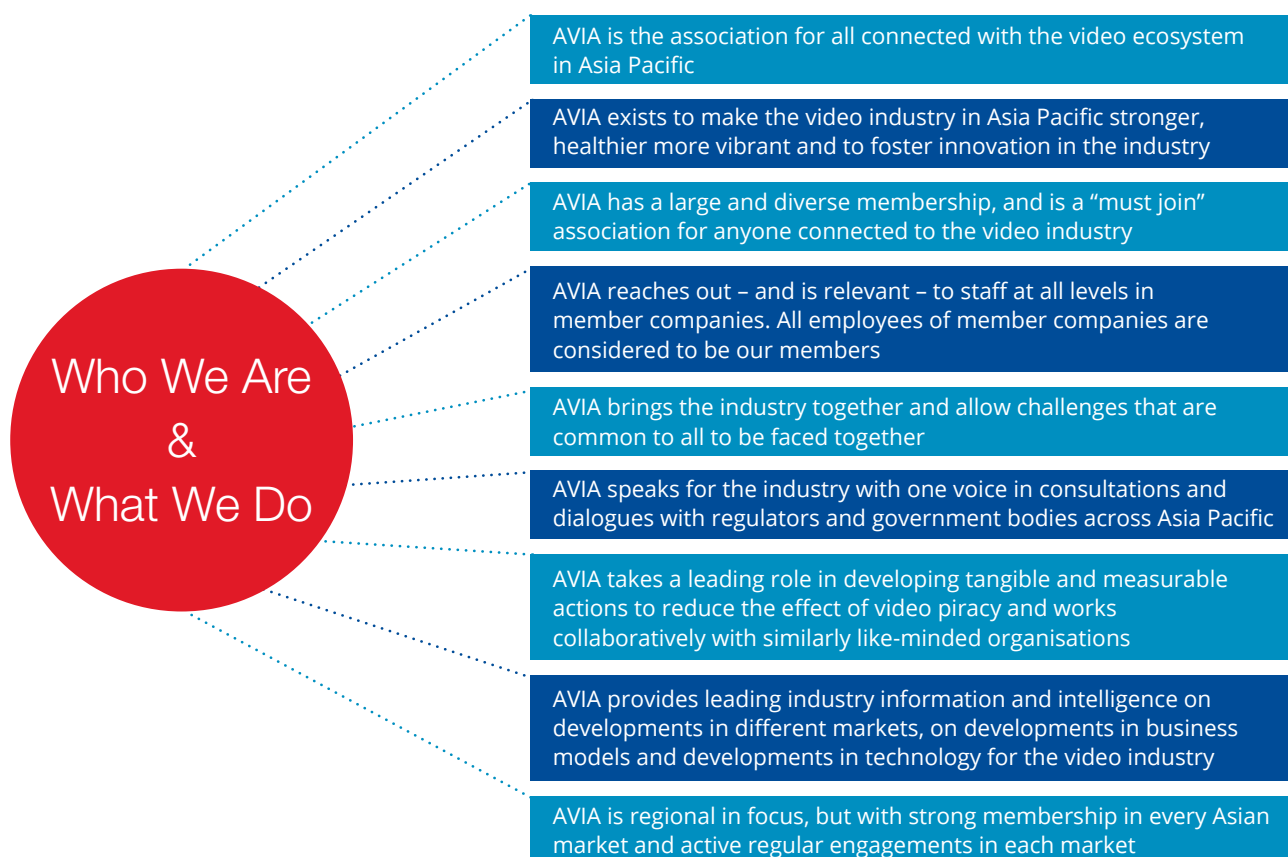 Who We Are
&
What We Do
AVIA is the association for all connected with the video ecosystem
in Asia Pacific
AVIA exists to make the video industry in Asia Pacific stronger,
healthier more vibrant and to foster innovation in the industry
AVIA has a large and diverse membership, and is a “must join”
association for anyone connected to the video industry
AVIA reaches out – and is relevant – to staff at all levels in
member companies. All employees of member companies are
considered to be our members
AVIA brings the industry together and allow challenges that are
common to all to be faced together
AVIA speaks for the industry with one voice in consultations and
dialogues with regulators and government bodies across Asia Pacific
AVIA takes a leading role in developing tangible and measurable
actions to reduce the effect of video piracy and works
collaboratively with similarly like-minded organisations
AVIA provides leading industry information and intelligence on
developments in different markets, on developments in business
models and developments in technology for the video industry
AVIA is regional in focus, but with strong membership in every Asian
market and active regular engagements in each market